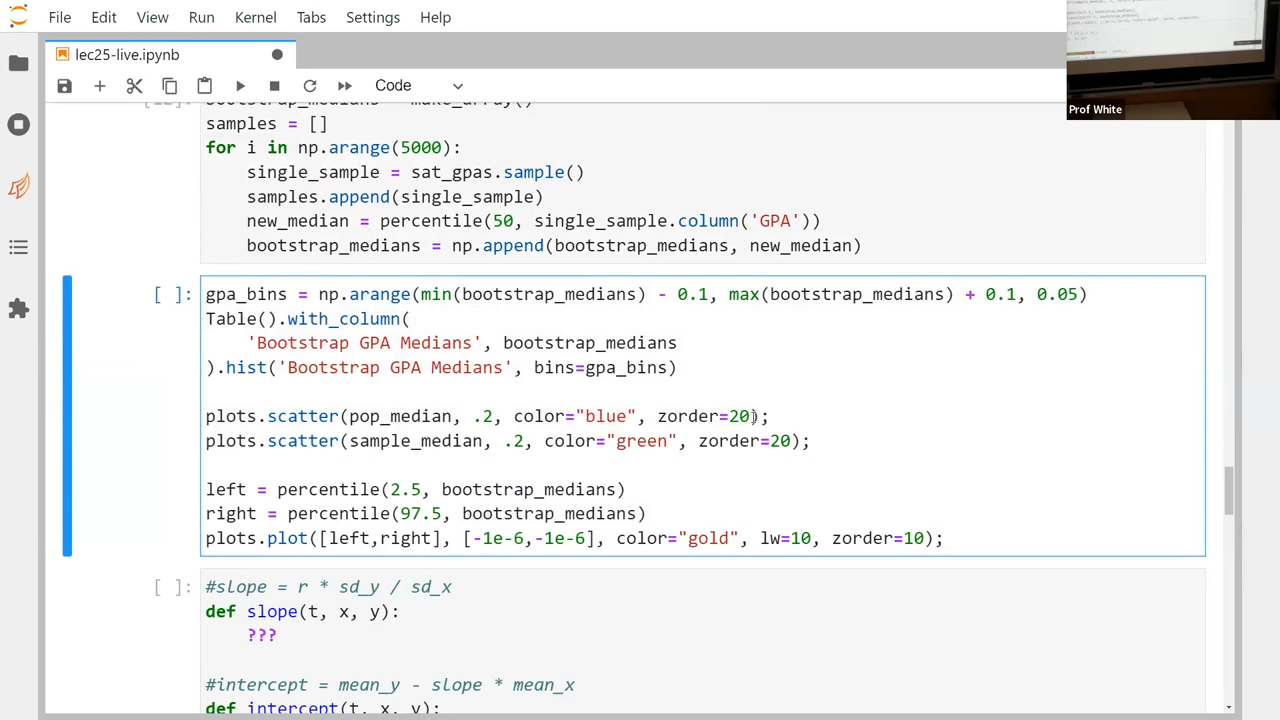 File Edit View Run Kernel Tabs Settings Help
lec25-live.ipynb
Code
Prof White
samples = []
for i in np.arange(5000):
single_sample = sat_gpas.sample()
samples.append(single_sample)
new_median = percentile(50, single_sample.column('GPA'))
bootstrap_medians = np.append(bootstrap_medians, new_median)
[ ]: gpa_bins = np.arange(min(bootstrap_medians) - 0.1, max(bootstrap_medians) + 0.1, 0.05)
Table().with_column(
'Bootstrap GPA Medians', bootstrap_medians
).hist('Bootstrap GPA Medians', bins=gpa_bins)
plots.scatter(pop_median, .2, color="blue", zorder=20);
plots.scatter(sample_median, .2, color="green", zorder=20);
left = percentile(2.5, bootstrap_medians)
right = percentile(97.5, bootstrap_medians)
plots.plot([left,right], [-1e-6,-1e-6], color="gold", lw=10, zorder=10);
[ ]: #slope = r * sd_y / sd_x
def slope(t, x, y):
???
#intercept = mean_y - slope * mean_x
def intercept(t, x, y):